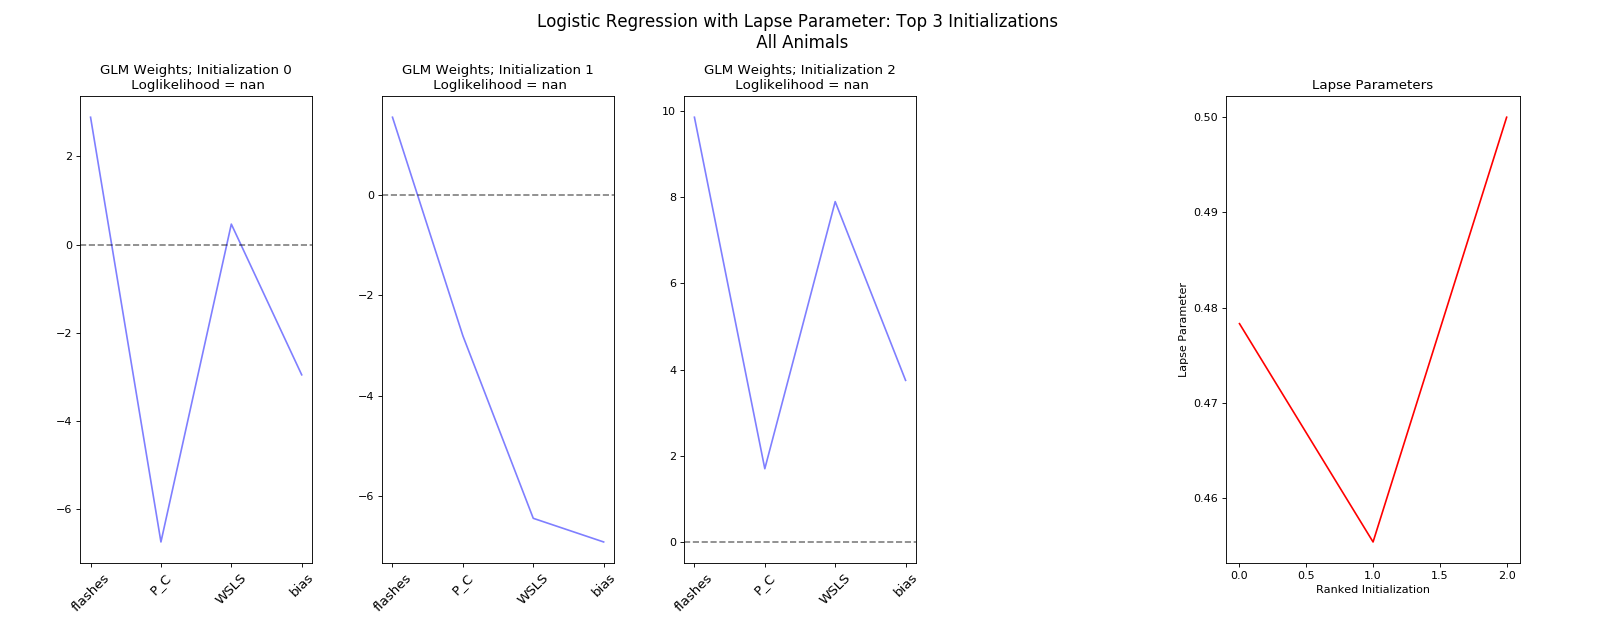 Logistic Regression with Lapse Parameter: Top 3 Initializations
All Animals
GLM Weights; Initialization 0
Loglikelihood = nan
2
0
−2
−4
−6
flashes
P_C
WSLS
bias
GLM Weights; Initialization 1
Loglikelihood = nan
0
−2
−4
−6
flashes
P_C
WSLS
bias
GLM Weights; Initialization 2
Loglikelihood = nan
10
8
6
4
2
0
flashes
P_C
WSLS
bias
Lapse Parameters
Lapse Parameter
0.50
0.49
0.48
0.47
0.46
0.0 0.5 1.0 1.5 2.0
Ranked Initialization